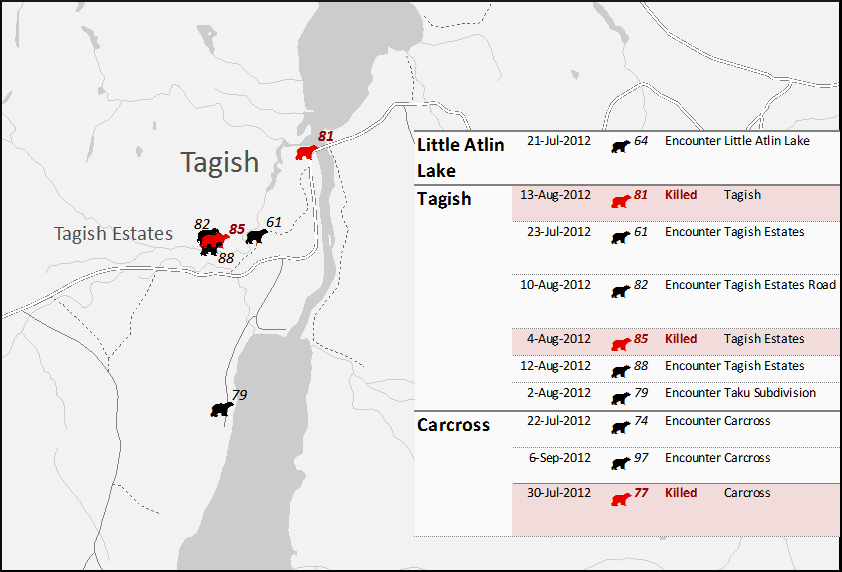 81
Tagish
82
85
61
Tagish Estates
88
79
Little Atlin
Lake
21-Jul-2012 64 Encounter Little Atlin Lake
Tagish
13-Aug-2012 81 Killed Tagish
23-Jul-2012 61 Encounter Tagish Estates
10-Aug-2012 82 Encounter Tagish Estates Road
4-Aug-2012 85 Killed Tagish Estates
12-Aug-2012 88 Encounter Tagish Estates
2-Aug-2012 79 Encounter Taku Subdivision
Carcross
22-Jul-2012 74 Encounter Carcross
6-Sep-2012 97 Encounter Carcross
30-Jul-2012 77 Killed Carcross